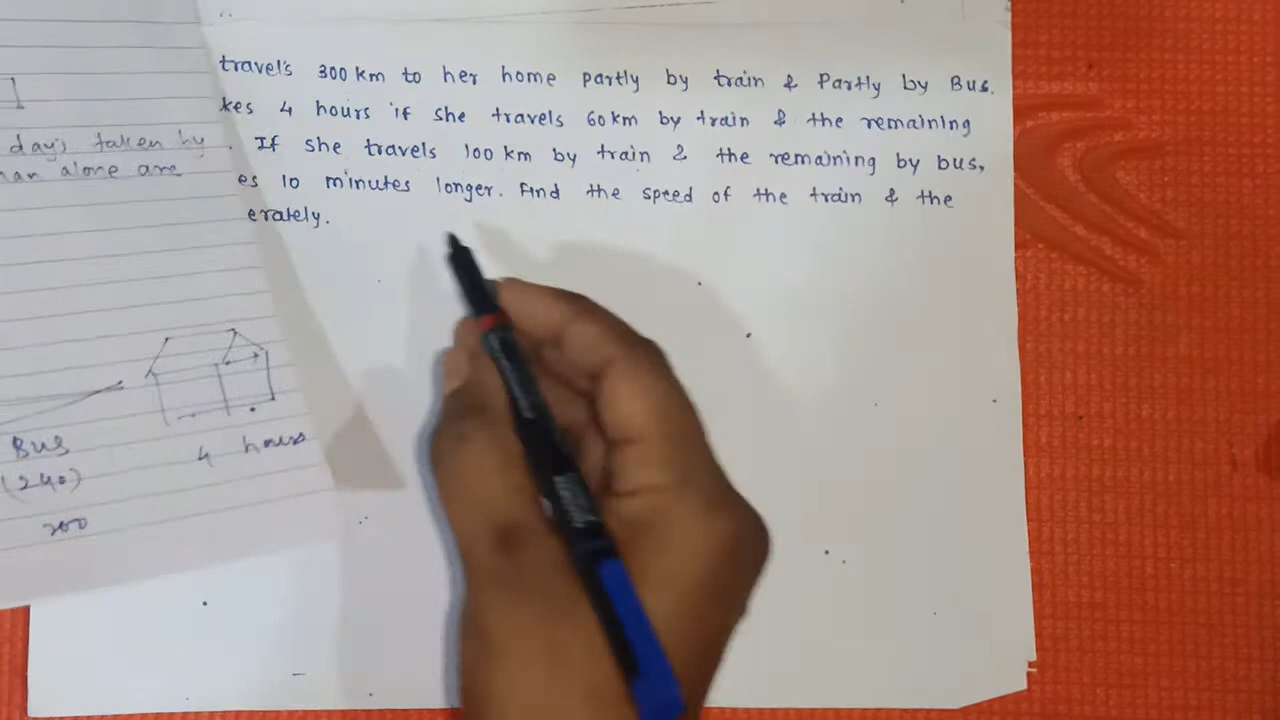 travels 300 km to her home partly by train & Partly by Bus.
kes 4 hours if she travels 60 km by train & the remaining
. If she travels 100 km by train & the remaining by bus,
es 10 minutes longer. Find the speed of the train & the
erately.
days taken by
an alone are
Bus
(240)
200
4 hours